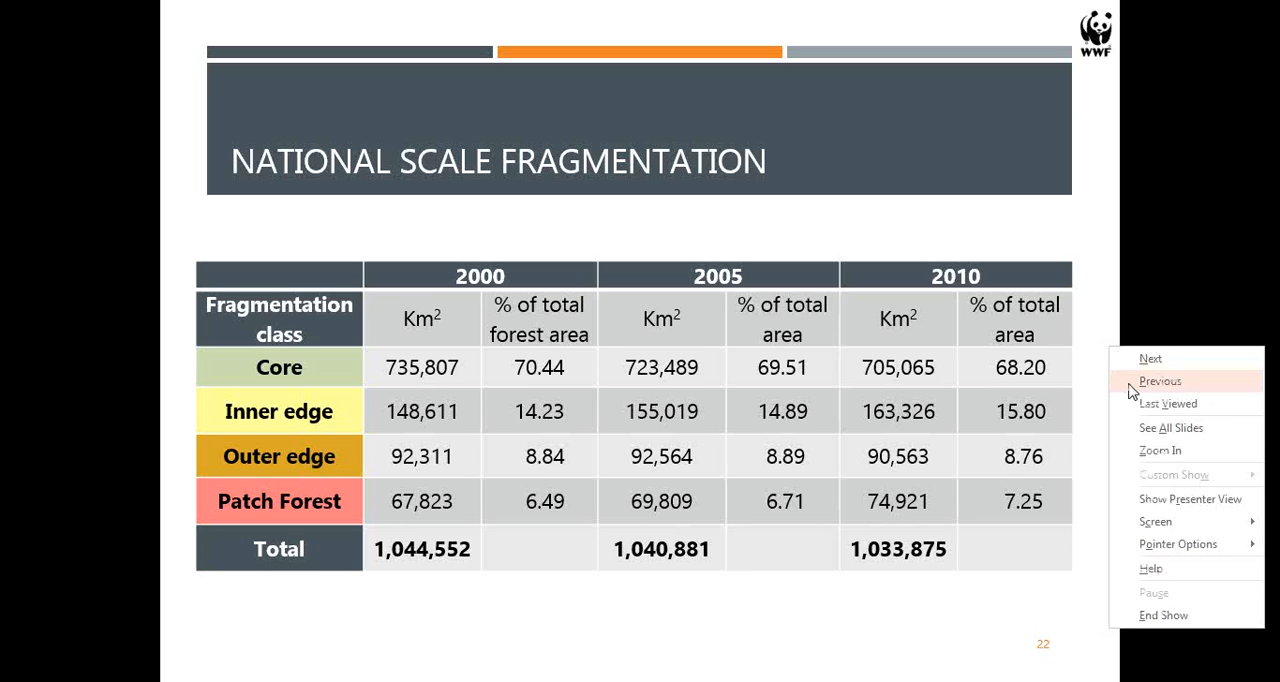 WWF
NATIONAL SCALE FRAGMENTATION
2000 2005 2010
Fragmentation class Km² % of total forest area Km² % of total area Km² % of total area
Core 735,807 70.44 723,489 69.51 705,065 68.20
Inner edge 148,611 14.23 155,019 14.89 163,326 15.80
Outer edge 92,311 8.84 92,564 8.89 90,563 8.76
Patch Forest 67,823 6.49 69,809 6.71 74,921 7.25
Total 1,044,552 1,040,881 1,033,875
22
Next
Previous
Last Viewed
See All Slides
Zoom In
Custom Show
Show Presenter View
Screen
Pointer Options
Help
Pause
End Show